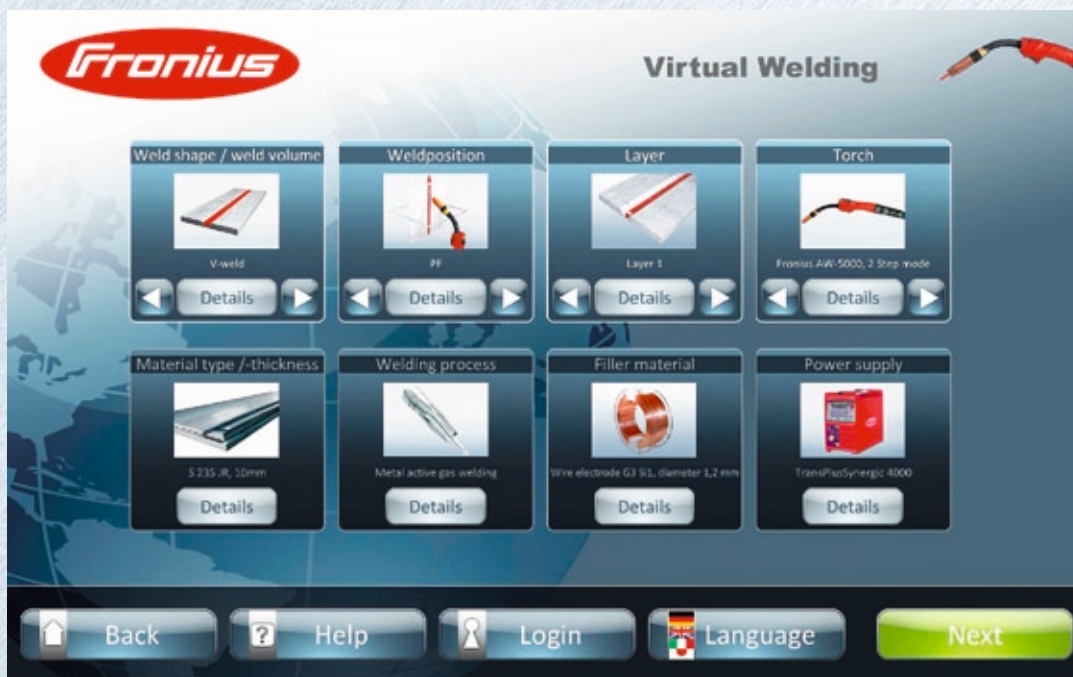 Fronius
Virtual Welding
Weld shape / weld volume
Weldposition
Layer
Torch
V-weld
PF
Layer 1
Fronius AW-5000, 2 Step mode
Details
Details
Details
Details
Material type /-thickness
Welding process
Filler material
Power supply
S 235 JR, 10mm
Metal active gas welding
Wire electrode G3 Si1, diameter 1,2 mm
TransPlusSynergic 4000
Details
Details
Details
Details
Back
? Help
Login
Language
Next